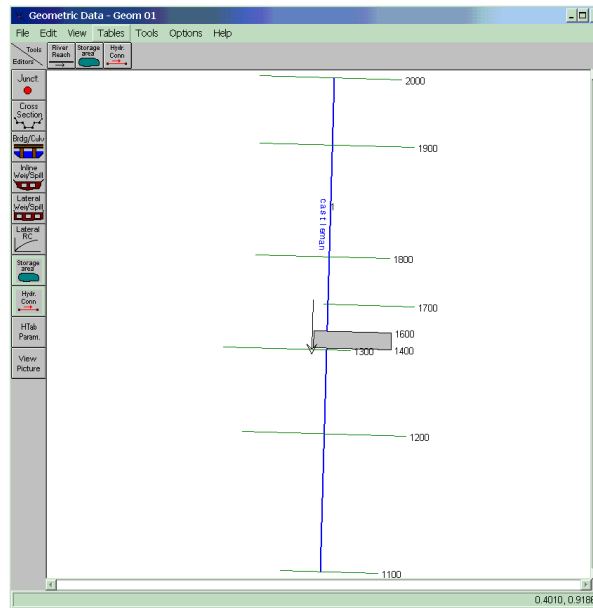 Geometric Data - Geom 01
File Edit View Tables Tools Options Help
Tools
Editors
River
Reach
Storage
area
Hydr.
Conn
Junct.
Cross
Section
Brdg/Culv
Inline
Weir/Spill
Lateral
Weir/Spill
Lateral
RC
Storage
area
Hydr.
Conn
HTab
Param.
View
Picture
2000
1900
castleman
1800
1700
1600
1300 1400
1200
1100
0.4010, 0.9186